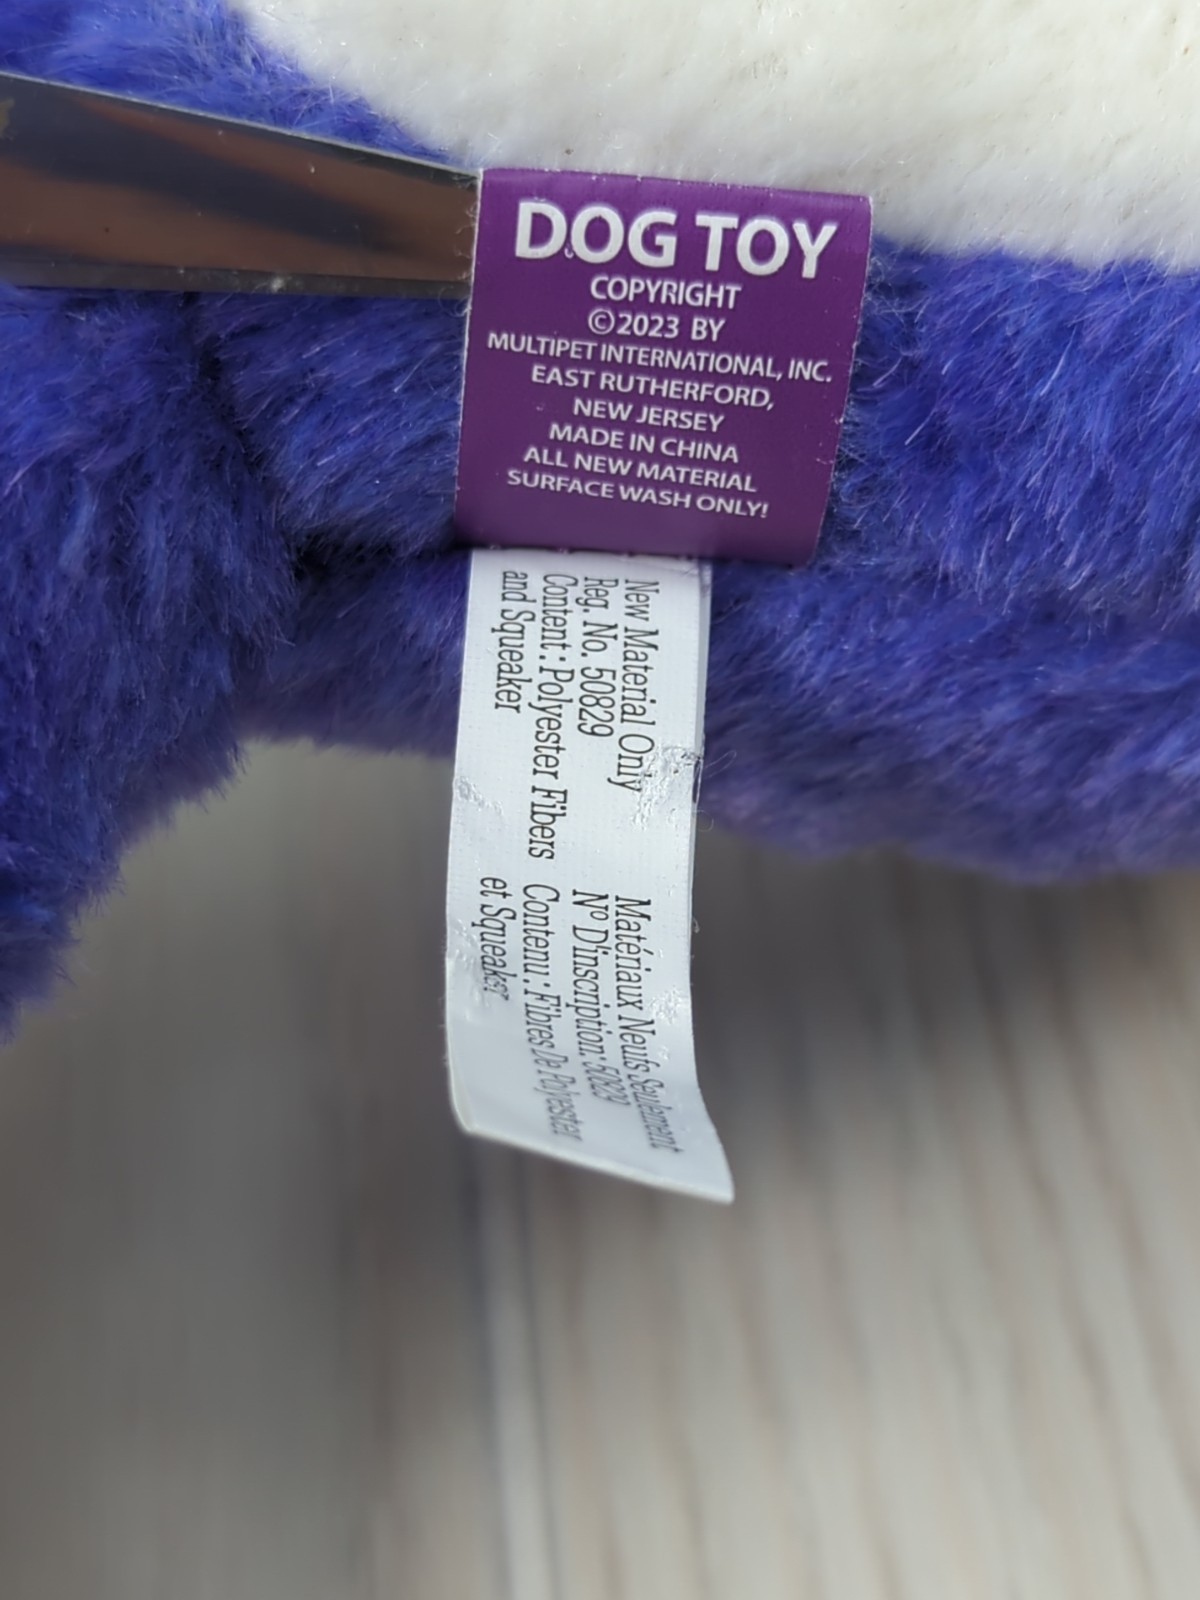 DOG TOY
COPYRIGHT
©2023 BY
MULTIPET INTERNATIONAL, INC.
EAST RUTHERFORD,
NEW JERSEY
MADE IN CHINA
ALL NEW MATERIAL
SURFACE WASH ONLY!
New Material Only
Reg. No. 50829
Content: Polyester Fibers
and Squeaker
Matériaux Neufs Seulement
Nº D'inscription: 50829
Contenu: Fibres De Polyester
et Squeaker